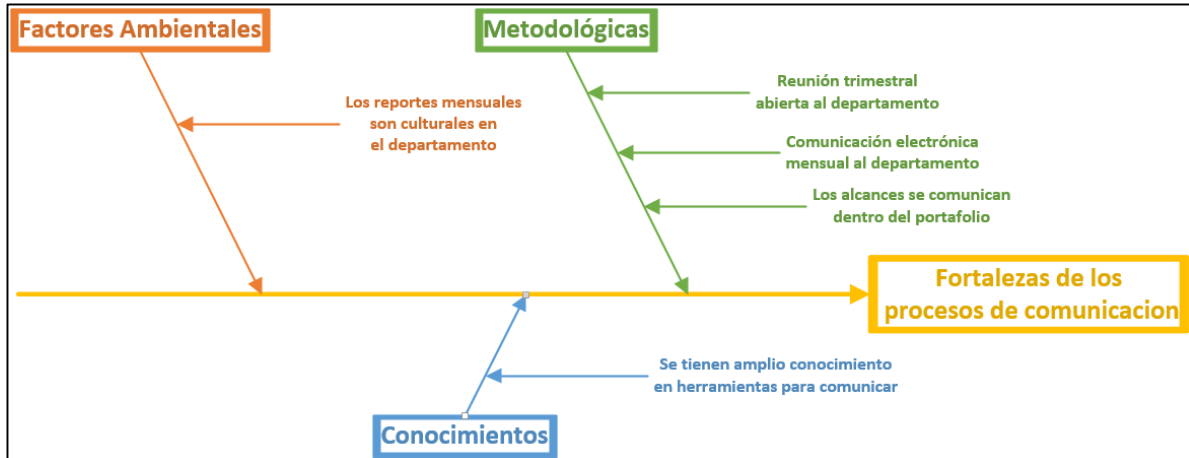 Factores Ambientales
Metodológicas
Los reportes mensuales
son culturales en
el departamento
Reunión trimestral
abierta al departamento
Comunicación electrónica
mensual al departamento
Los alcances se comunican
dentro del portafolio
Fortalezas de los
procesos de comunicacion
Se tienen amplio conocimiento
en herramientas para comunicar
Conocimientos